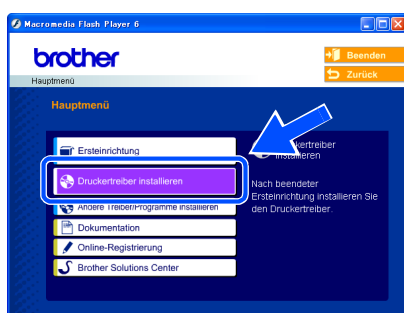 Macromedia Flash Player 6
brother
Beenden
Zurück
Hauptmenü
Hauptmenü
Ersteinrichtung
Druckertreiber installieren
Andere Treiber/Programme installieren
Dokumentation
Online-Registrierung
Brother Solutions Center
ckertreiber
installieren
Nach beendeter
Ersteinrichtung installieren Sie
den Druckertreiber.